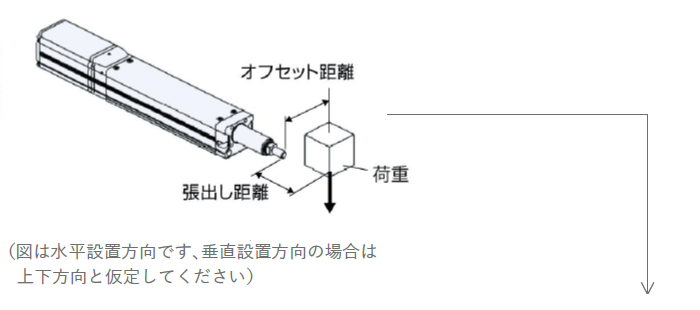 オフセット距離
荷重
張出し距離
(図は水平設置方向です、垂直設置方向の場合は
上下方向と仮定してください)